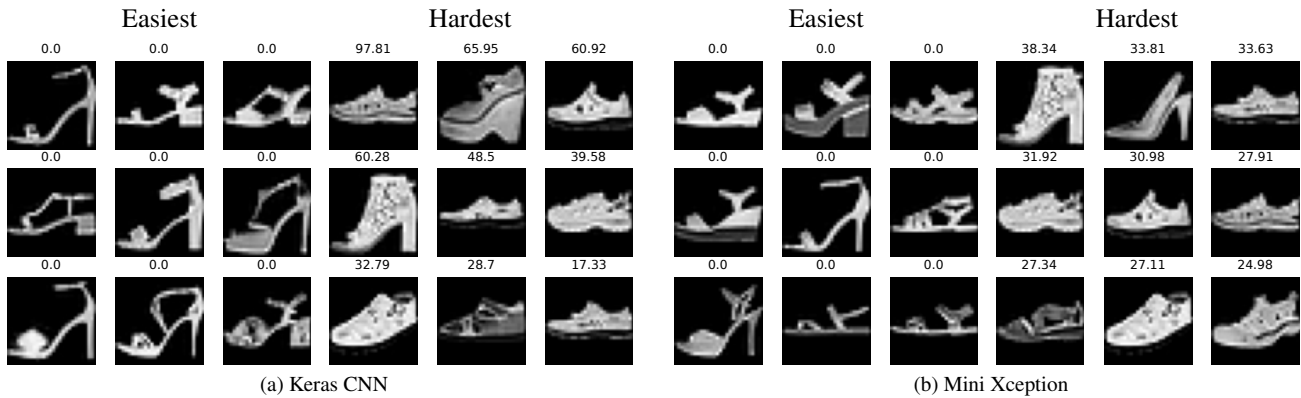 Easiest Hardest Easiest Hardest
0.0 0.0 0.0 97.81 65.95 60.92 0.0 0.0 0.0 38.34 33.81 33.63
0.0 0.0 0.0 60.28 48.5 39.58 0.0 0.0 0.0 31.92 30.98 27.91
0.0 0.0 0.0 32.79 28.7 17.33 0.0 0.0 0.0 27.34 27.11 24.98
(a) Keras CNN (b) Mini Xception